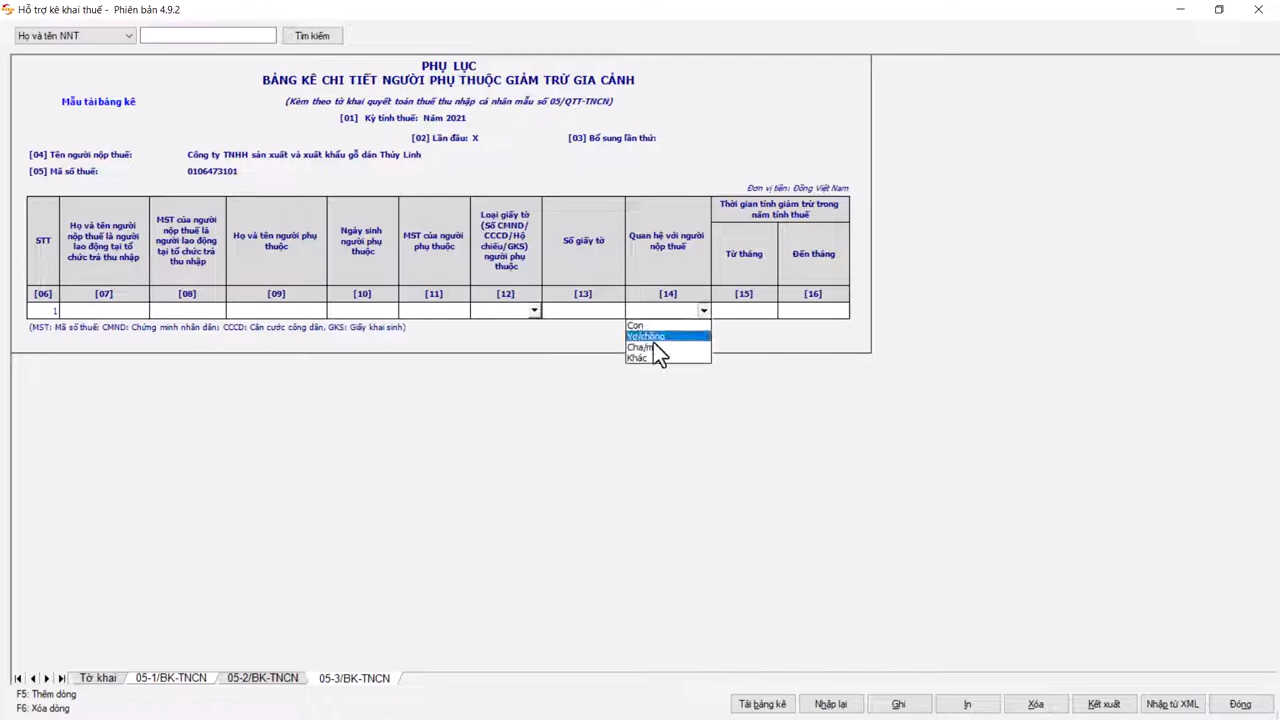 Hỗ trợ kê khai thuế - Phiên bản 4.9.2
Họ và tên NNT
Tìm kiếm
PHỤ LỤC
BẢNG KÊ CHI TIẾT NGƯỜI PHỤ THUỘC GIẢM TRỪ GIA CẢNH
Mẫu tải bảng kê
(Kèm theo tờ khai quyết toán thuế thu nhập cá nhân mẫu số 05/QTT-TNCN)
[01] Kỳ tính thuế: Năm 2021
[02] Lần đầu: X [03] Bổ sung lần thứ:
[04] Tên người nộp thuế: Công ty TNHH sản xuất và xuất khẩu gỗ dán Thúy Linh
[05] Mã số thuế: 0106473101
Đơn vị tiền: Đồng Việt Nam
STT
Họ và tên người
nộp thuế là người
lao động tại tổ
chức trả thu nhập
MST của người
nộp thuế là
người lao động
tại tổ chức trả
thu nhập
Họ và tên người phụ
thuộc
Ngày sinh
người phụ
thuộc
MST của người
phụ thuộc
Loại giấy tờ
(Số CMND/
CCCD/Hộ
chiếu/GKS)
người phụ
thuộc
Số giấy tờ
Quan hệ với người
nộp thuế
Thời gian tính giảm trừ trong
năm tính thuế
Từ tháng
Đến tháng
[06] [07] [08] [09] [10] [11] [12] [13] [14] [15] [16]
1
(MST: Mã số thuế; CMND: Chứng minh nhân dân; CCCD: Căn cước công dân, GKS: Giấy khai sinh)
Con
Vợ/chồng
Cha/m
Khác
Tờ khai 05-1/BK-TNCN 05-2/BK-TNCN 05-3/BK-TNCN
F5: Thêm dòng
F6: Xóa dòng
Tải bảng kê Nhập lại Ghi In Xóa Kết xuất Nhập từ XML Đóng